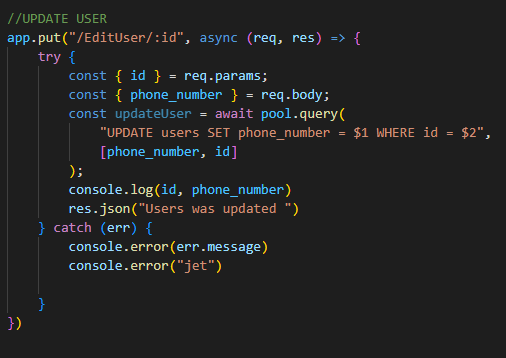 //UPDATE USER
app.put("/EditUser/:id", async (req, res) => {
    try {
        const { id } = req.params;
        const { phone_number } = req.body;
        const updateUser = await pool.query(
            "UPDATE users SET phone_number = $1 WHERE id = $2",
            [phone_number, id]
        );
        console.log(id, phone_number)
        res.json("Users was updated ")
    } catch (err) {
        console.error(err.message)
        console.error("jet")

    }
})